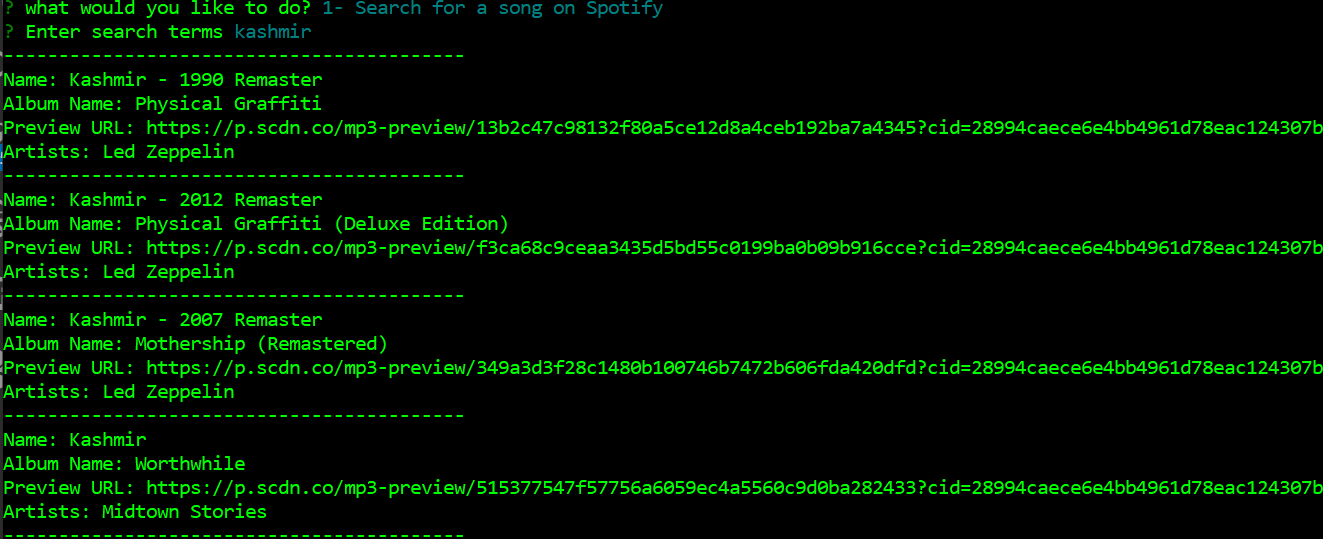 ? what would you like to do? 1- Search for a song on Spotify
? Enter search terms kashmir
------------------------------------------
Name: Kashmir - 1990 Remaster
Album Name: Physical Graffiti
Preview URL: https://p.scdn.co/mp3-preview/13b2c47c98132f80a5ce12d8a4ceb192ba7a4345?cid=28994caece6e4bb4961d78eac124307b
Artists: Led Zeppelin
------------------------------------------
Name: Kashmir - 2012 Remaster
Album Name: Physical Graffiti (Deluxe Edition)
Preview URL: https://p.scdn.co/mp3-preview/f3ca68c9ceaa3435d5bd55c0199ba0b09b916cce?cid=28994caece6e4bb4961d78eac124307b
Artists: Led Zeppelin
------------------------------------------
Name: Kashmir - 2007 Remaster
Album Name: Mothership (Remastered)
Preview URL: https://p.scdn.co/mp3-preview/349a3d3f28c1480b100746b7472b606fda420dfd?cid=28994caece6e4bb4961d78eac124307b
Artists: Led Zeppelin
------------------------------------------
Name: Kashmir
Album Name: Worthwhile
Preview URL: https://p.scdn.co/mp3-preview/515377547f57756a6059ec4a5560c9d0ba282433?cid=28994caece6e4bb4961d78eac124307b
Artists: Midtown Stories
------------------------------------------